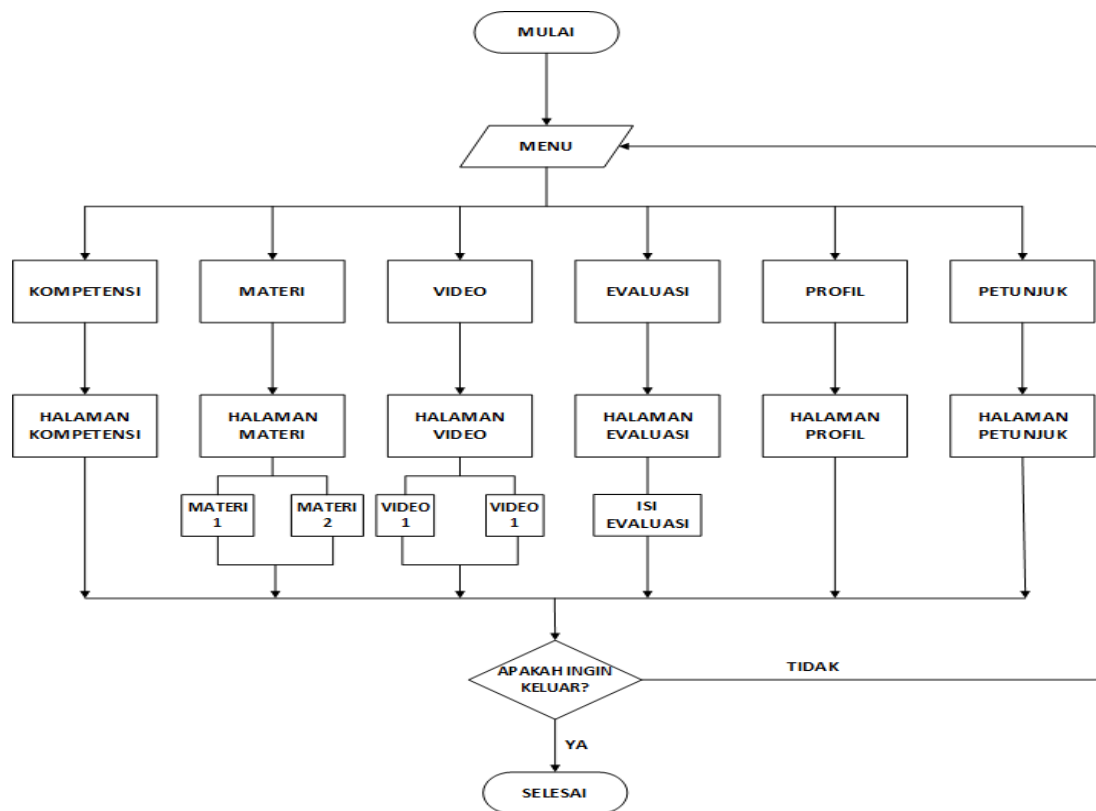 MULAI
MENU
KOMPETENSI
MATERI
VIDEO
EVALUASI
PROFIL
PETUNJUK
HALAMAN
KOMPETENSI
HALAMAN
MATERI
HALAMAN
VIDEO
HALAMAN
EVALUASI
HALAMAN
PROFIL
HALAMAN
PETUNJUK
MATERI
1
MATERI
2
VIDEO
1
VIDEO
1
ISI
EVALUASI
APAKAH INGIN
KELUAR?
TIDAK
YA
SELESAI